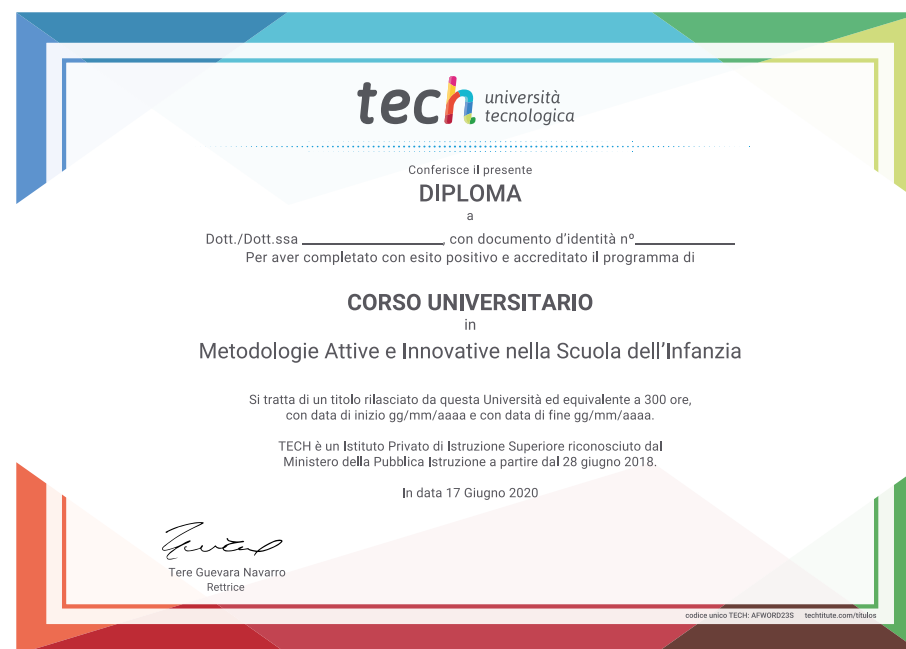 tech università
tecnologica
Conferisce il presente
DIPLOMA
a
Dott./Dott.ssa ____________________, con documento d'identità nº______________
Per aver completato con esito positivo e accreditato il programma di
CORSO UNIVERSITARIO
in
Metodologie Attive e Innovative nella Scuola dell'Infanzia
Si tratta di un titolo rilasciato da questa Università ed equivalente a 300 ore,
con data di inizio gg/mm/aaaa e con data di fine gg/mm/aaaa.
TECH è un Istituto Privato di Istruzione Superiore riconosciuto dal
Ministero della Pubblica Istruzione a partire dal 28 giugno 2018.
In data 17 Giugno 2020
Tere Guevara Navarro
Rettrice
codice unico TECH: AFWORD23S techtitute.com/titulos